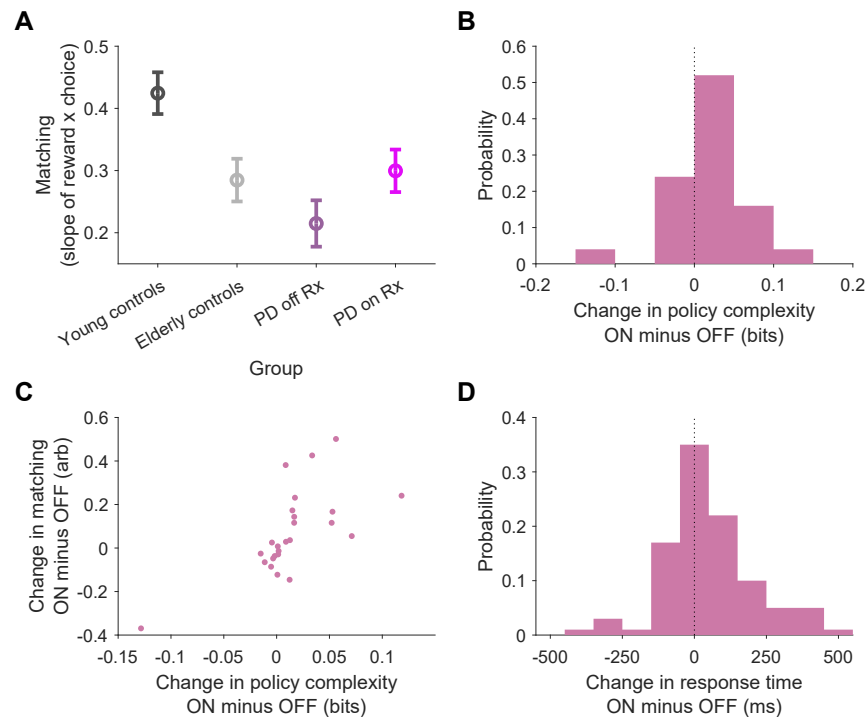 A
Matching
(slope of reward x choice)
0.5
0.4
0.3
0.2
Young controls
Elderly controls
PD off Rx
PD on Rx
Group
B
Probability
0.6
0.5
0.4
0.3
0.2
0.1
0
-0.2
-0.1
0
0.1
0.2
Change in policy complexity
ON minus OFF (bits)
C
Change in matching
ON minus OFF (arb)
0.6
0.4
0.2
0
-0.2
-0.4
-0.15
-0.1
-0.05
0
0.05
0.1
Change in policy complexity
ON minus OFF (bits)
D
Probability
0.4
0.3
0.2
0.1
0
-500
-250
0
250
500
Change in response time
ON minus OFF (ms)